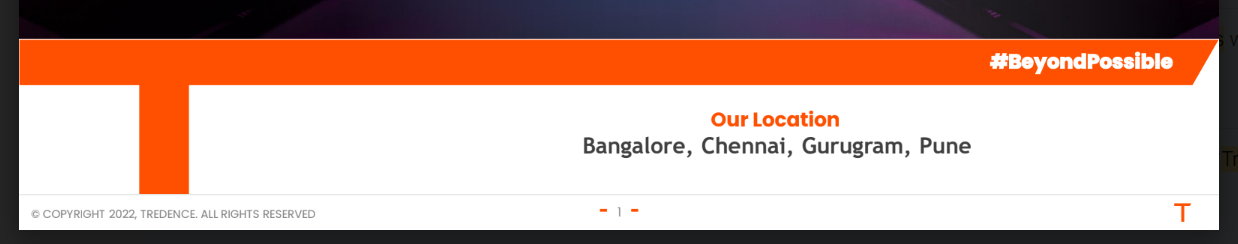 #BeyondPossible
Our Location
Bangalore, Chennai, Gurugram, Pune
© COPYRIGHT 2022, TREDENCE. ALL RIGHTS RESERVED
- 1 -
T